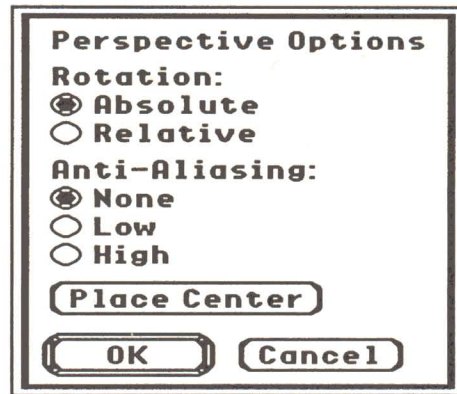 Perspective Options
Rotation:
Absolute
Relative
Anti-Aliasing:
None
Low
High
Place Center
OK Cancel